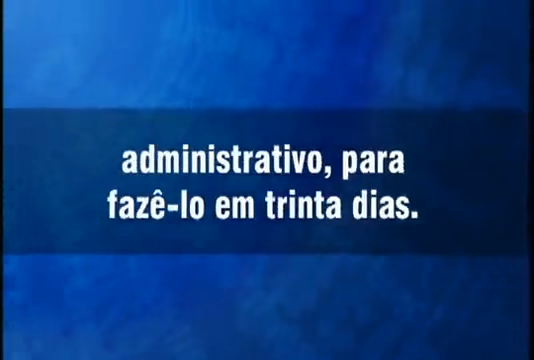 administrativo, para
fazê-lo em trinta dias.